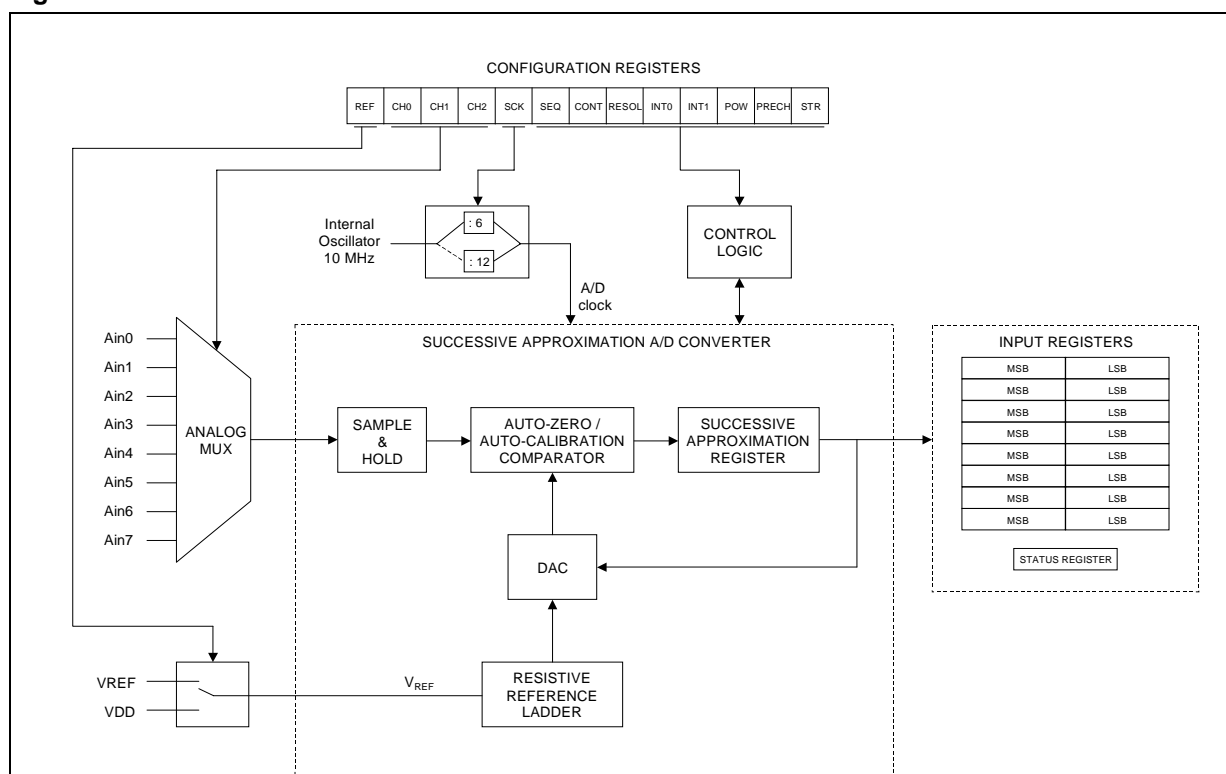 CONFIGURATION REGISTERS
REF CH0 CH1 CH2 SCK SEQ CONT RESOL INT0 INT1 POW PRECH STR
Internal
Oscillator
10 MHz
: 6
: 12
CONTROL
LOGIC
A/D
clock
Ain0
Ain1
Ain2
Ain3
Ain4
Ain5
Ain6
Ain7
ANALOG
MUX
SUCCESSIVE APPROXIMATION A/D CONVERTER
SAMPLE
&
HOLD
AUTO-ZERO /
AUTO-CALIBRATION
COMPARATOR
SUCCESSIVE
APPROXIMATION
REGISTER
DAC
RESISTIVE
REFERENCE
LADDER
VREF
VDD
VREF
INPUT REGISTERS
MSB LSB
MSB LSB
MSB LSB
MSB LSB
MSB LSB
MSB LSB
MSB LSB
MSB LSB
STATUS REGISTER